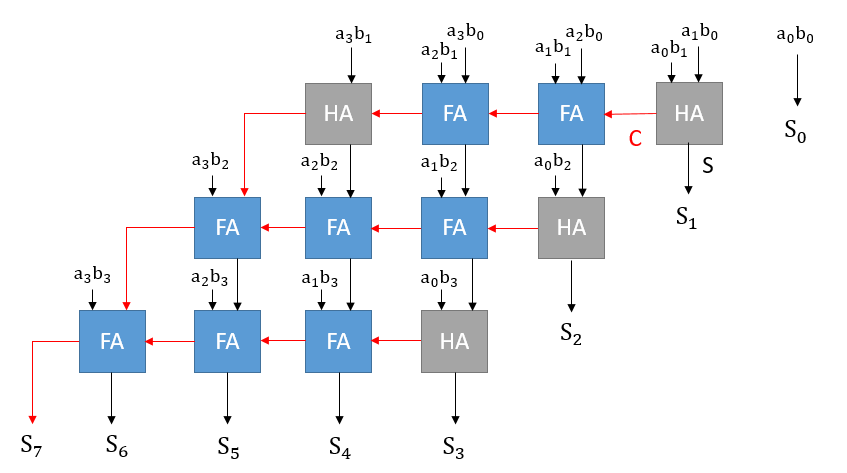 a₃b₁ a₂b₁ a₃b₀ a₁b₁ a₂b₀ a₀b₁ a₁b₀ a₀b₀
HA FA FA HA
C
S₀
a₃b₂ a₂b₂ a₁b₂ a₀b₂ S
S₁
FA FA FA HA
a₃b₃ a₂b₃ a₁b₃ a₀b₃
S₂
FA FA FA HA
S₇ S₆ S₅ S₄ S₃